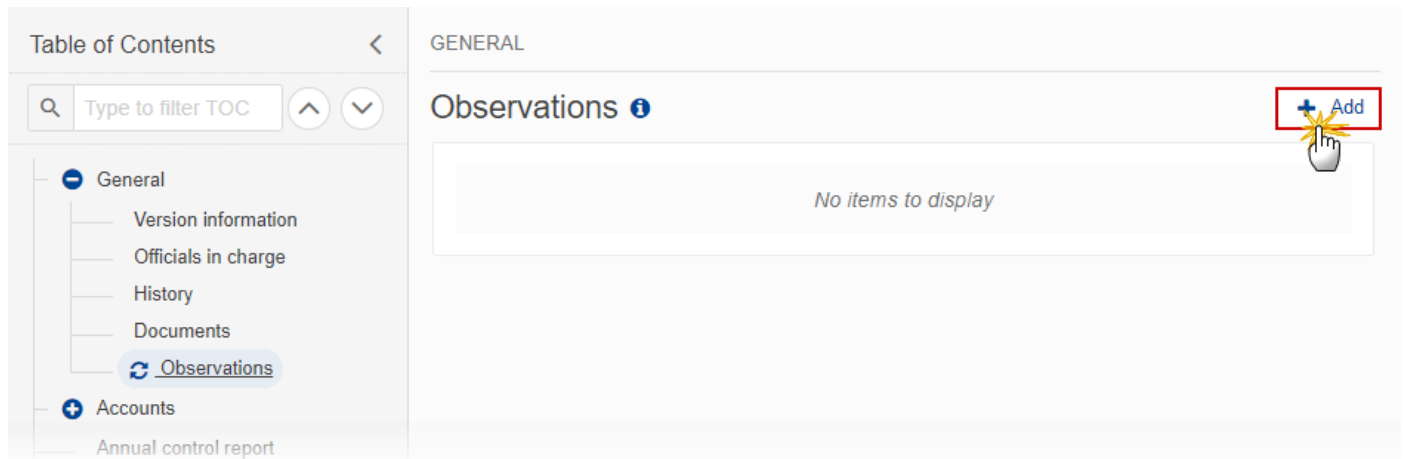 Table of Contents
Type to filter TOC
General
Version information
Officials in charge
History
Documents
Observations
Accounts
Annual control report
GENERAL
Observations
Add
No items to display